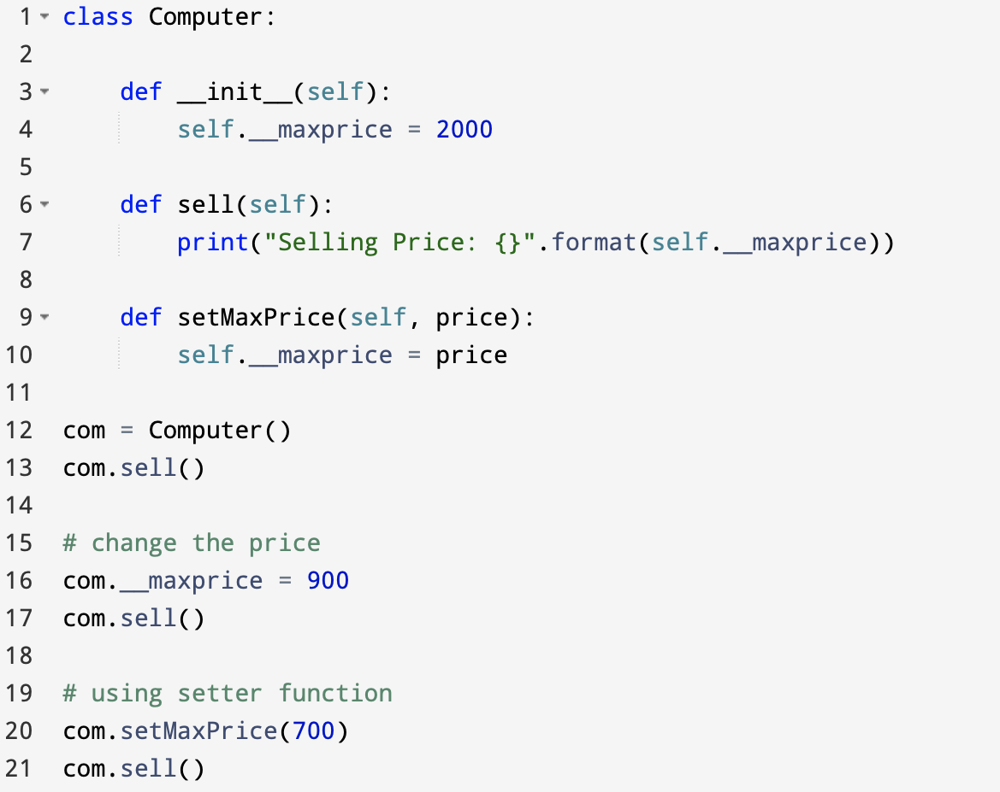 1 class Computer:
2
3     def __init__(self):
4         self.__maxprice = 2000
5
6     def sell(self):
7         print("Selling Price: {}".format(self.__maxprice))
8
9     def setMaxPrice(self, price):
10         self.__maxprice = price
11
12 com = Computer()
13 com.sell()
14
15 # change the price
16 com.__maxprice = 900
17 com.sell()
18
19 # using setter function
20 com.setMaxPrice(700)
21 com.sell()